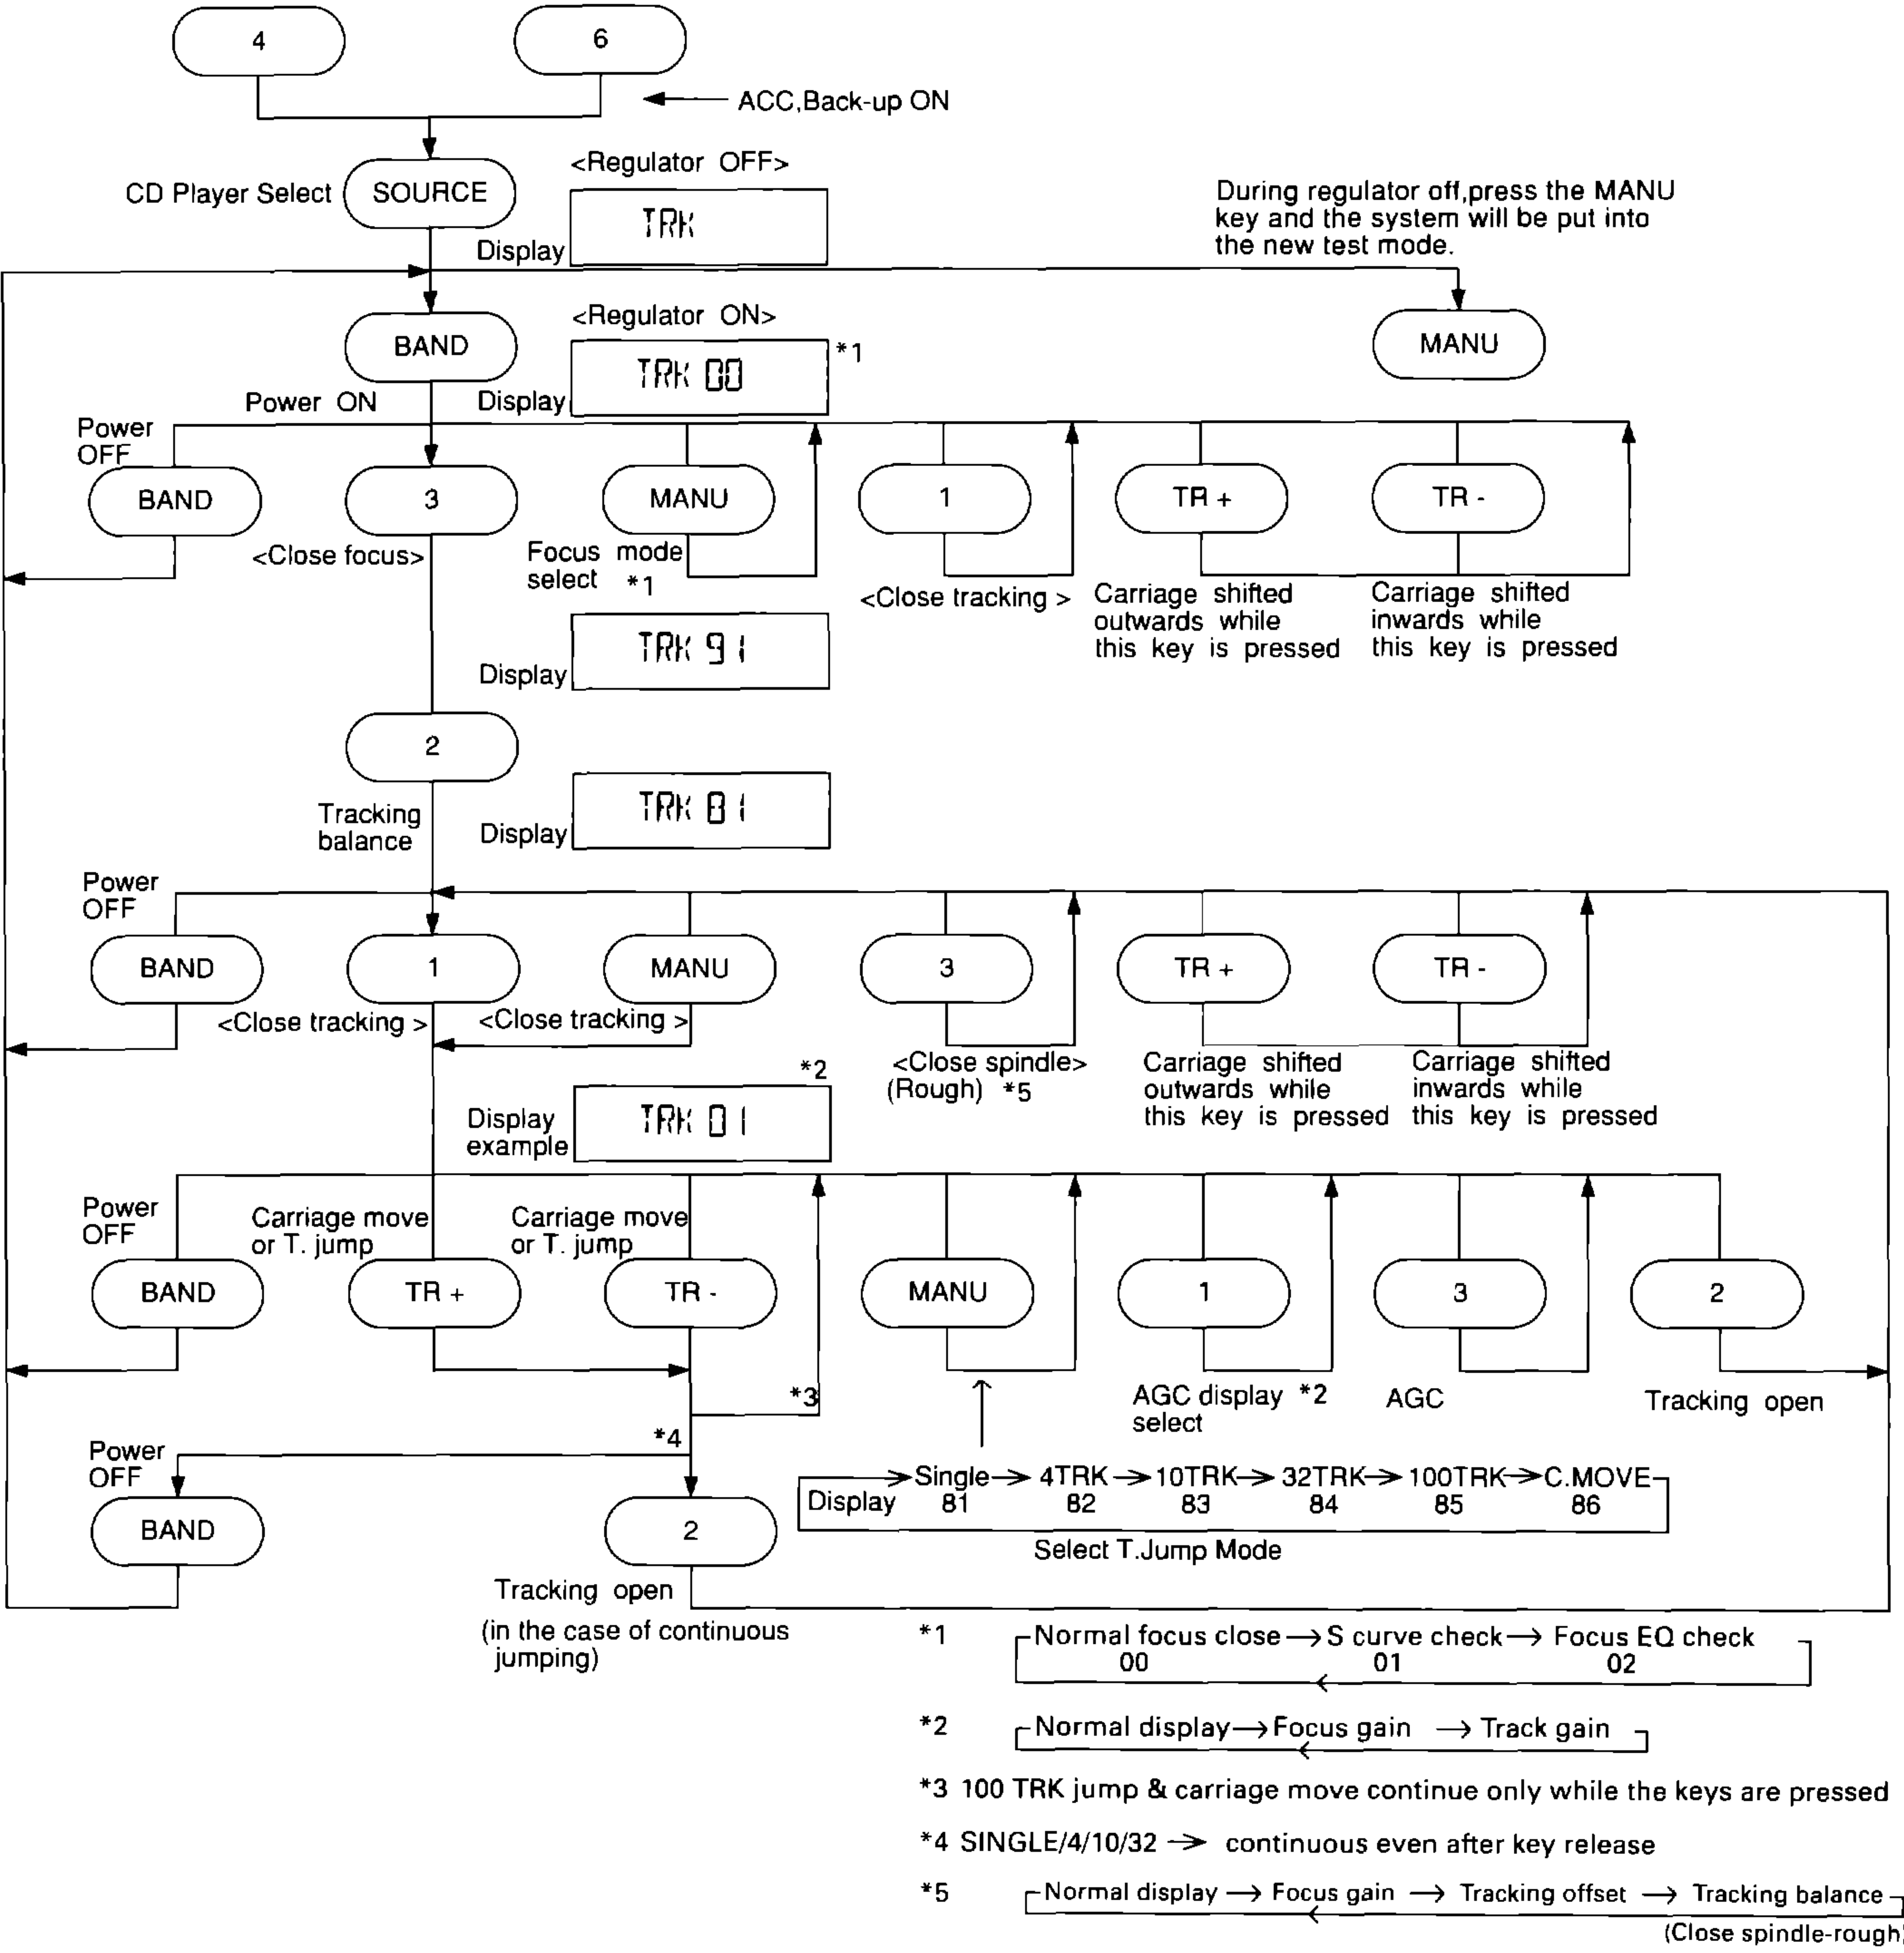 4
6
ACC,Back-up ON
<Regulator OFF>
CD Player Select
SOURCE
TRK
Display
During regulator off,press the MANU
key and the system will be put into
the new test mode.
<Regulator ON>
BAND
TRK 00
*1
MANU
Power ON
Display
Power
OFF
BAND
3
MANU
1
TR +
TR -
<Close focus>
Focus mode
select *1
<Close tracking >
Carriage shifted
outwards while
this key is pressed
Carriage shifted
inwards while
this key is pressed
TRK 91
Display
2
Tracking
balance
TRK 81
Display
Power
OFF
BAND
1
MANU
3
TR +
TR -
<Close tracking >
<Close tracking >
<Close spindle>
(Rough) *5
Carriage shifted
outwards while
this key is pressed
Carriage shifted
inwards while
this key is pressed
*2
Display
example
TRK 01
Power
OFF
Carriage move
or T. jump
Carriage move
or T. jump
BAND
TR +
TR -
MANU
1
3
2
*3
AGC display *2
select
AGC
Tracking open
*4
Power
OFF
BAND
2
Single → 4TRK → 10TRK → 32TRK → 100TRK → C.MOVE
Display 81 82 83 84 85 86
Select T.Jump Mode
Tracking open
(in the case of continuous
jumping)
*1 Normal focus close → S curve check → Focus EQ check
00 01 02
*2 Normal display → Focus gain → Track gain
*3 100 TRK jump & carriage move continue only while the keys are pressed
*4 SINGLE/4/10/32 → continuous even after key release
*5 Normal display → Focus gain → Tracking offset → Tracking balance
(Close spindle-rough)